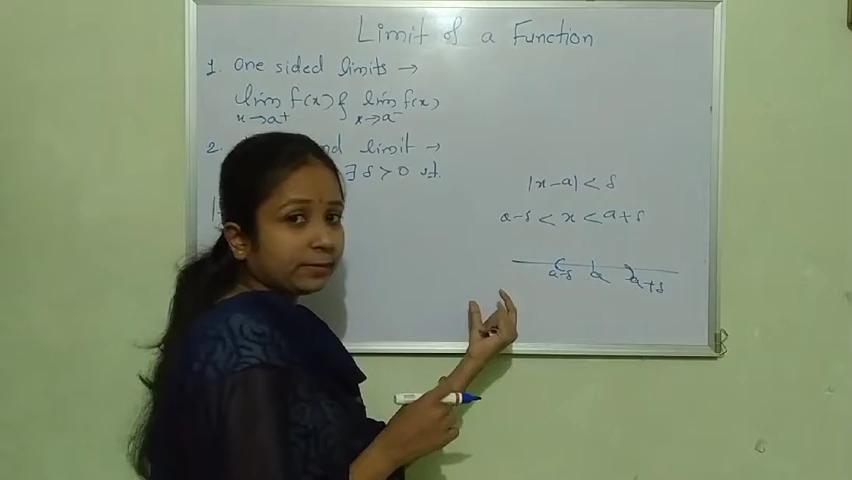 Limit of a Function
1. One sided limits →
lim f(x) & lim f(x)
x→a⁺ x→a⁻
2. limit →
∃ δ > 0 s.t.
|x-a| < δ
a-δ < x < a+δ
a-δ a a+δ